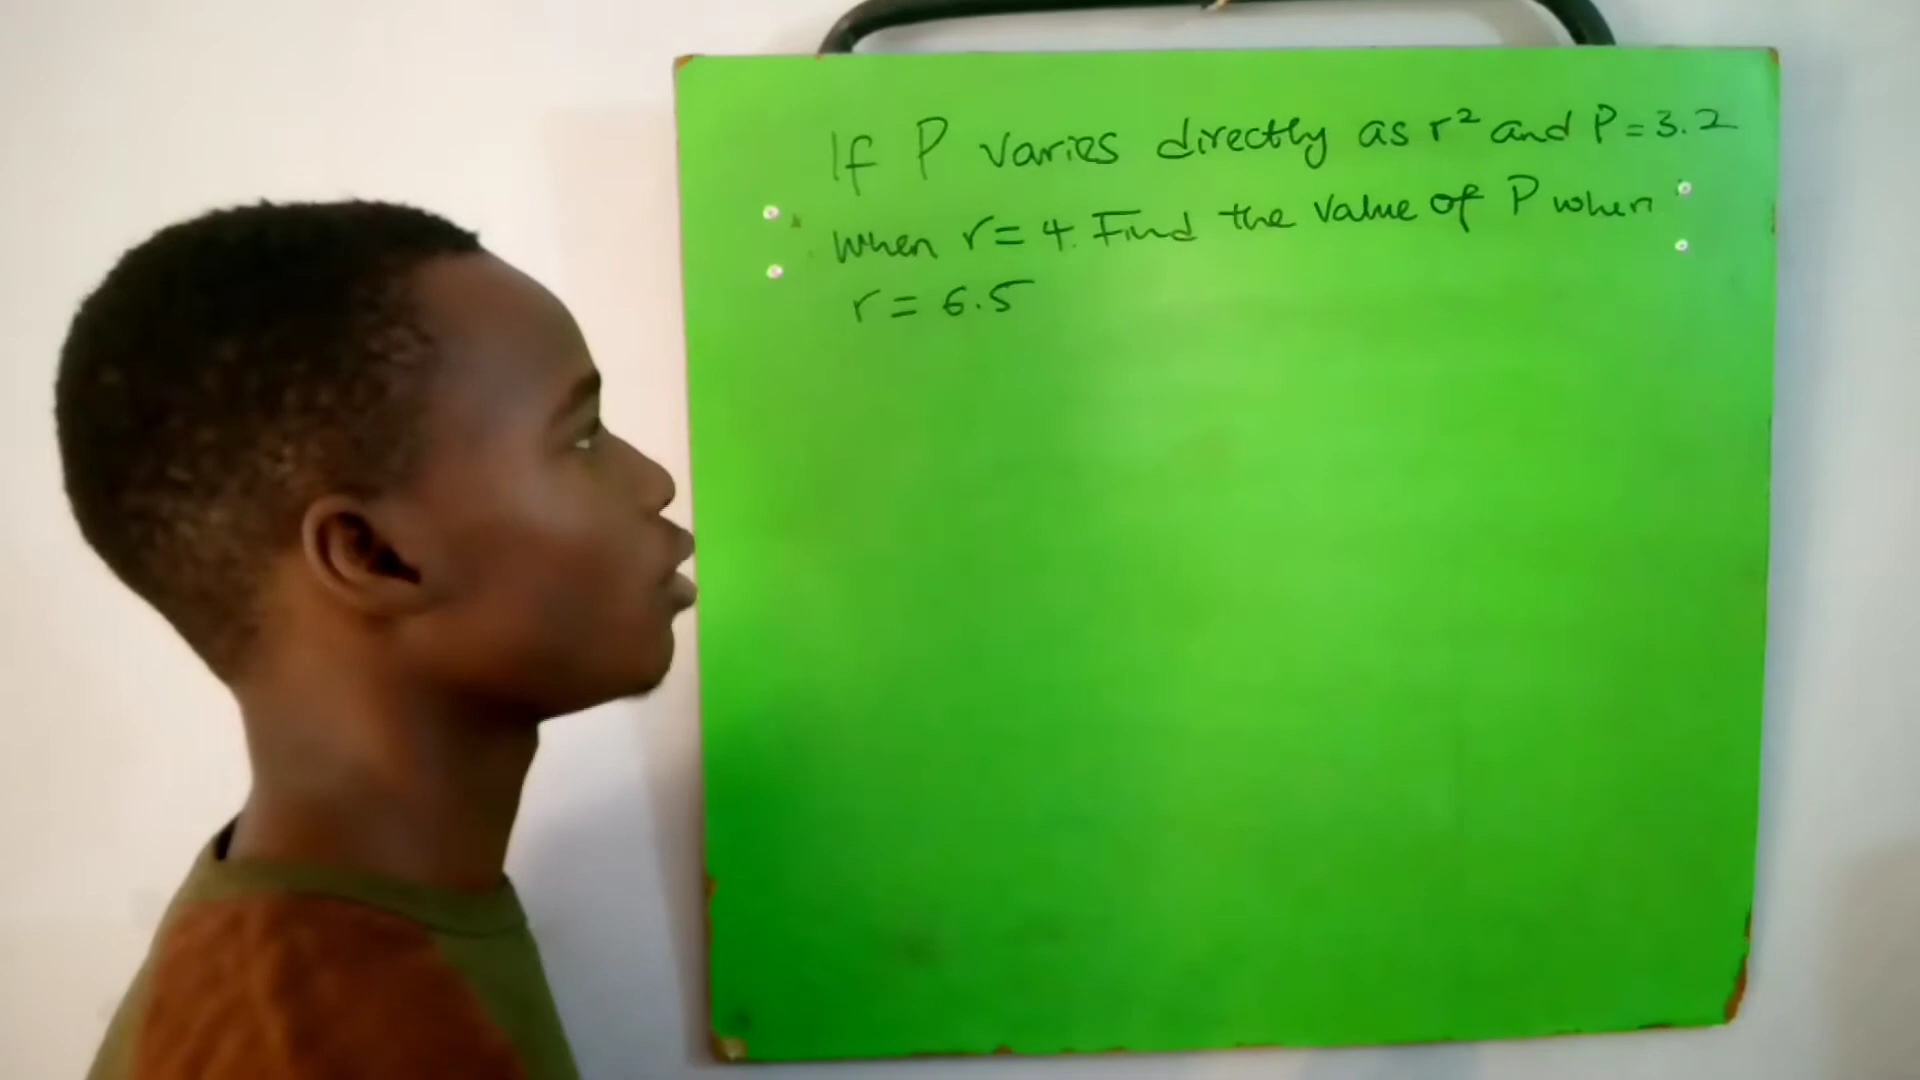 If P varies directly as r² and P = 3.2
when r = 4. Find the value of P when
r = 6.5